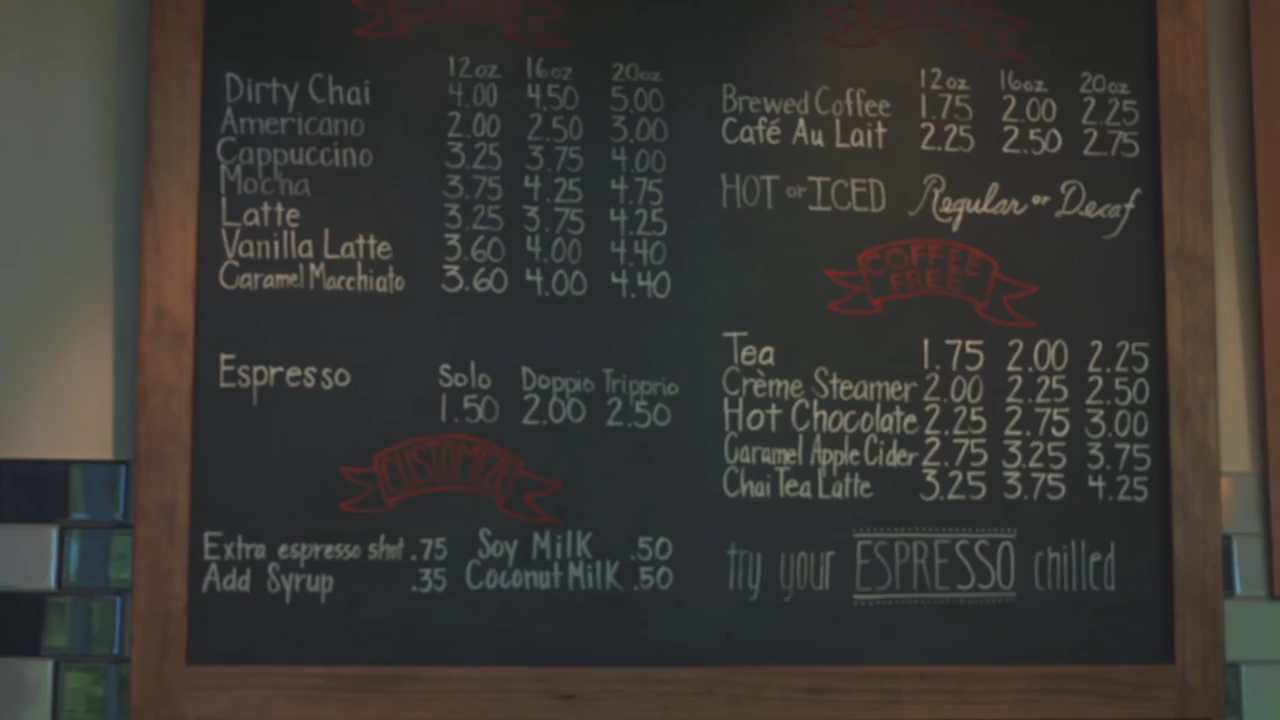 12oz 16oz 20oz
Dirty Chai 4.00 4.50 5.00
Americano 2.00 2.50 3.00
Cappuccino 3.25 3.75 4.00
Mocha 3.75 4.25 4.75
Latte 3.25 3.75 4.25
Vanilla Latte 3.60 4.00 4.40
Caramel Macchiato 3.60 4.00 4.40
Espresso Solo Doppio Tripprio
1.50 2.00 2.50
CUSTOMIZE
Extra espresso shot .75 Soy Milk .50
Add Syrup .35 Coconut Milk .50
12oz 16oz 20oz
Brewed Coffee 1.75 2.00 2.25
Café Au Lait 2.25 2.50 2.75
HOT or ICED Regular or Decaf
COFFEE
FREE
Tea 1.75 2.00 2.25
Crème Steamer 2.00 2.25 2.50
Hot Chocolate 2.25 2.75 3.00
Caramel Apple Cider 2.75 3.25 3.75
Chai Tea Latte 3.25 3.75 4.25
try your ESPRESSO chilled